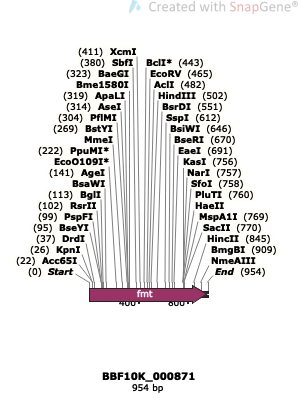 Created with SnapGene®
(411) XcmI
(380) SbfI BclI* (443)
(323) BaeGI EcoRV (465)
Bme1580I AclI (482)
(319) ApaLI HindIII (502)
(314) AseI BsrDI (551)
(304) PflMI SspI (612)
(269) BstYI BsiWI (646)
MmeI BseRI (670)
(222) PpuMI* EaeI (691)
EcoO109I* KasI (756)
(141) AgeI NarI (757)
BsaWI SfoI (758)
(113) BglI PluTI (760)
(102) RsrII HaeII
(99) PspFI MspA1I (769)
(95) BseYI SacII (770)
(37) DrdI HincII (845)
(26) KpnI BmgBI (909)
(22) Acc65I NmeAIII
(0) Start End (954)
fmt
400 800
BBF10K_000871
954 bp